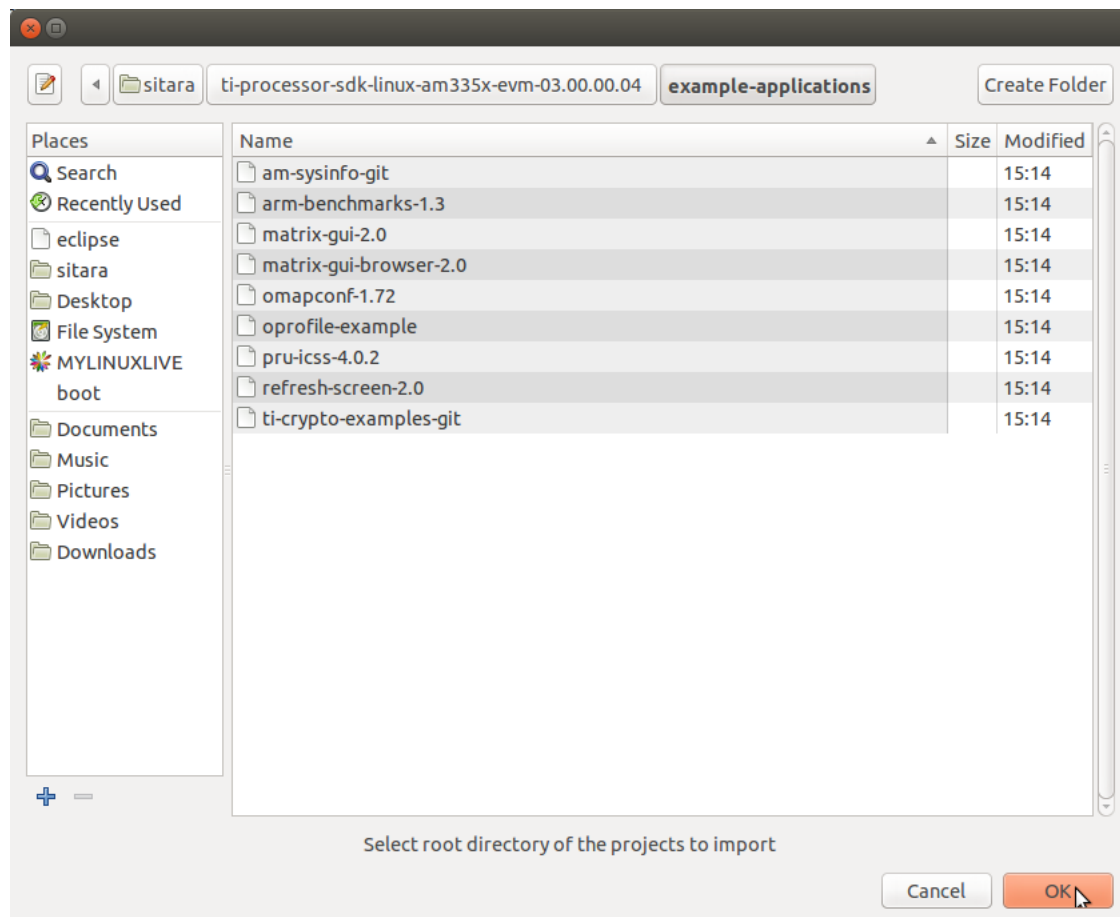 sitara ti-processor-sdk-linux-am335x-evm-03.00.00.04 example-applications Create Folder
Places
Search
Recently Used
eclipse
sitara
Desktop
File System
MYLINUXLIVE
boot
Documents
Music
Pictures
Videos
Downloads
Name Size Modified
am-sysinfo-git 15:14
arm-benchmarks-1.3 15:14
matrix-gui-2.0 15:14
matrix-gui-browser-2.0 15:14
omapconf-1.72 15:14
oprofile-example 15:14
pru-icss-4.0.2 15:14
refresh-screen-2.0 15:14
ti-crypto-examples-git 15:14
Select root directory of the projects to import
Cancel OK